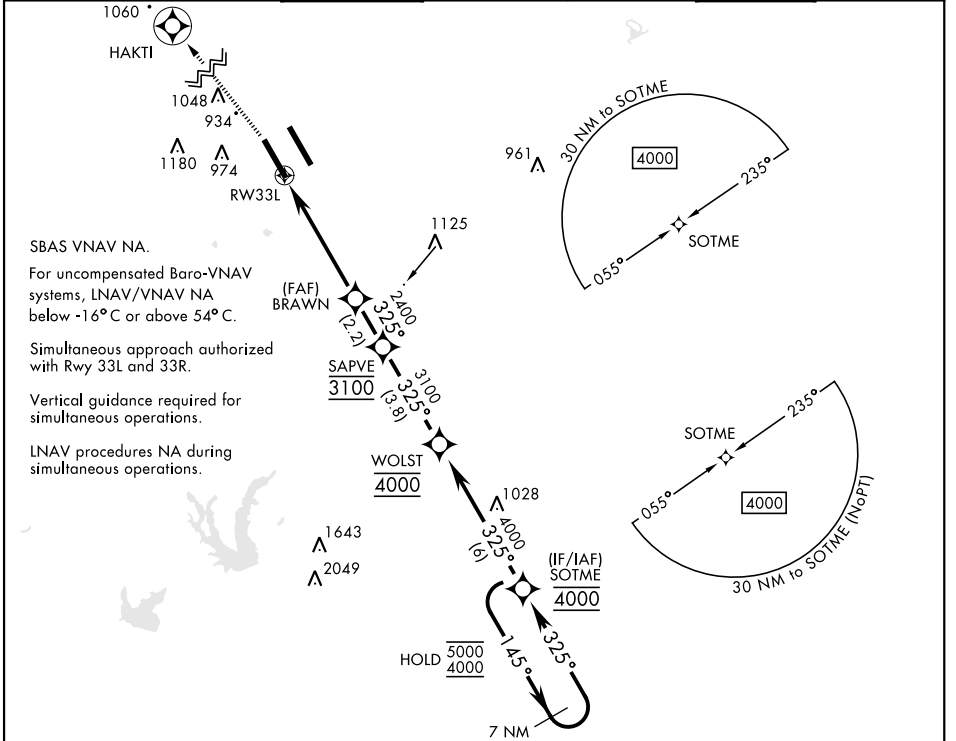 1060
HAKTI
1048
934
1180
974
RW33L
30 NM to SOTME
4000
961
235°
SOTME
055°
1125
SBAS VNAV NA.
For uncompensated Baro-VNAV
systems, LNAV/VNAV NA
below -16°C or above 54°C.
Simultaneous approach authorized
with Rwy 33L and 33R.
Vertical guidance required for
simultaneous operations.
LNAV procedures NA during
simultaneous operations.
(FAF)
BRAWN
2400
325°
(2.2)
SAPVE
3100
3100
325°
(3.8)
WOLST
4000
235°
SOTME
055°
4000
30 NM to SOTME (NoPT)
1028
4000
325°
(6)
(IF/IAF)
SOTME
4000
1643
2049
HOLD
5000
4000
145°
325°
7 NM